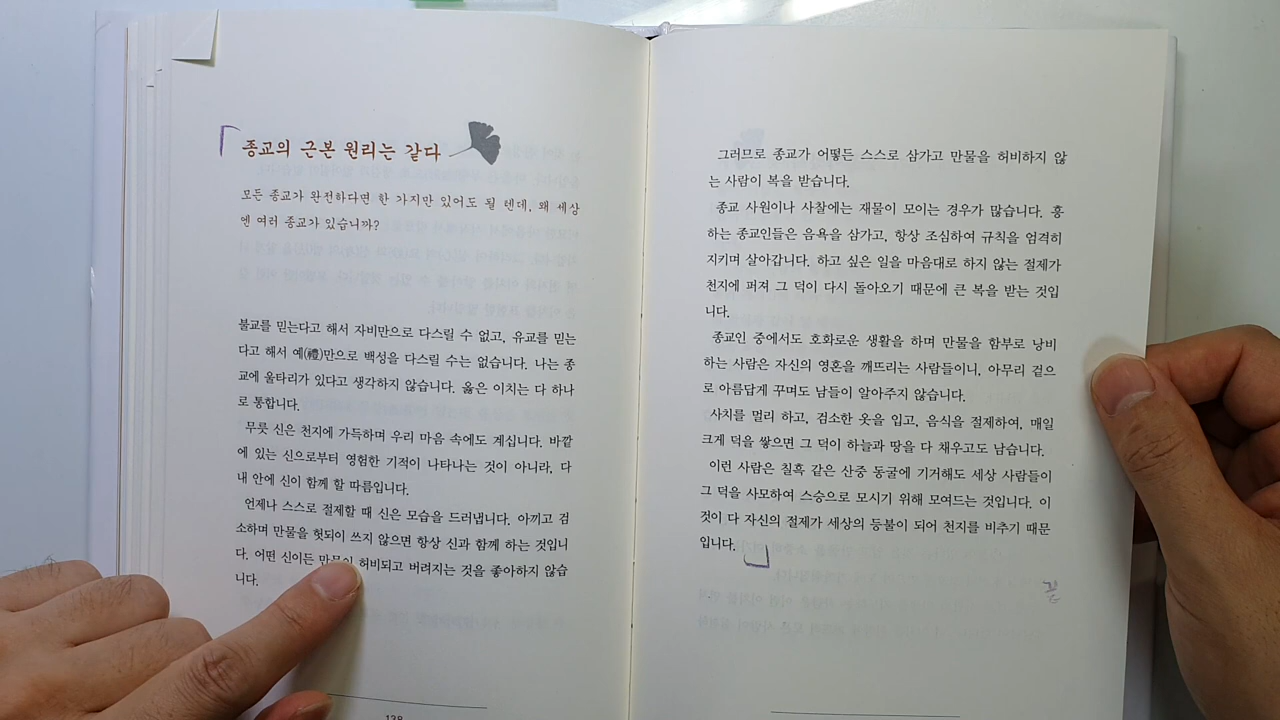 종교의 근본 원리는 같다
모든 종교가 완전하다면 한 가지만 있어도 될 텐데, 왜 세상
엔 여러 종교가 있습니까?
불교를 믿는다고 해서 자비만으로 다스릴 수 없고, 유교를 믿는
다고 해서 예(禮)만으로 백성을 다스릴 수는 없습니다. 나는 종
교에 울타리가 있다고 생각하지 않습니다. 옳은 이치는 다 하나
로 통합니다.
무릇 신은 천지에 가득하며 우리 마음 속에도 계십니다. 바깥
에 있는 신으로부터 영험한 기적이 나타나는 것이 아니라, 다
내 안에 신이 함께 할 따름입니다.
언제나 스스로 절제할 때 신은 모습을 드러냅니다. 아끼고 검
소하며 만물을 헛되이 쓰지 않으면 항상 신과 함께 하는 것입니
다. 어떤 신이든 만물이 허비되고 버려지는 것을 좋아하지 않습
니다.
138
그러므로 종교가 어떻든 스스로 삼가고 만물을 허비하지 않
는 사람이 복을 받습니다.
종교 사원이나 사찰에는 재물이 모이는 경우가 많습니다. 흥
하는 종교인들은 음욕을 삼가고, 항상 조심하여 규칙을 엄격히
지키며 살아갑니다. 하고 싶은 일을 마음대로 하지 않는 절제가
천지에 퍼져 그 덕이 다시 돌아오기 때문에 큰 복을 받는 것입
니다.
종교인 중에서도 호화로운 생활을 하며 만물을 함부로 낭비
하는 사람은 자신의 영혼을 깨뜨리는 사람들이니, 아무리 겉으
로 아름답게 꾸며도 남들이 알아주지 않습니다.
사치를 멀리 하고, 검소한 옷을 입고, 음식을 절제하여, 매일
크게 덕을 쌓으면 그 덕이 하늘과 땅을 다 채우고도 남습니다.
이런 사람은 칠흑 같은 산중 동굴에 기거해도 세상 사람들이
그 덕을 사모하여 스승으로 모시기 위해 모여드는 것입니다. 이
것이 다 자신의 절제가 세상의 등불이 되어 천지를 비추기 때문
입니다.
끝